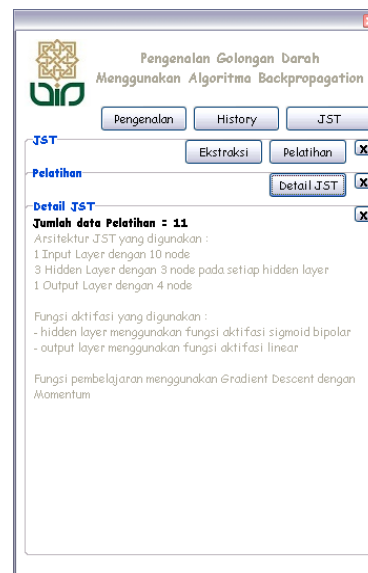 uin
Pengenalan Golongan Darah
Menggunakan Algoritma Backpropagation
Pengenalan History JST
JST
Ekstraksi Pelatihan X
Pelatihan
Detail JST X
Detail JST
X
Jumlah data Pelatihan = 11
Arsitektur JST yang digunakan :
1 Input Layer dengan 10 node
3 Hidden Layer dengan 3 node pada setiap hidden layer
1 Output Layer dengan 4 node
Fungsi aktifasi yang digunakan :
- hidden layer menggunakan fungsi aktifasi sigmoid bipolar
- output layer menggunakan fungsi aktifasi linear
Fungsi pembelajaran menggunakan Gradient Descent dengan
Momentum